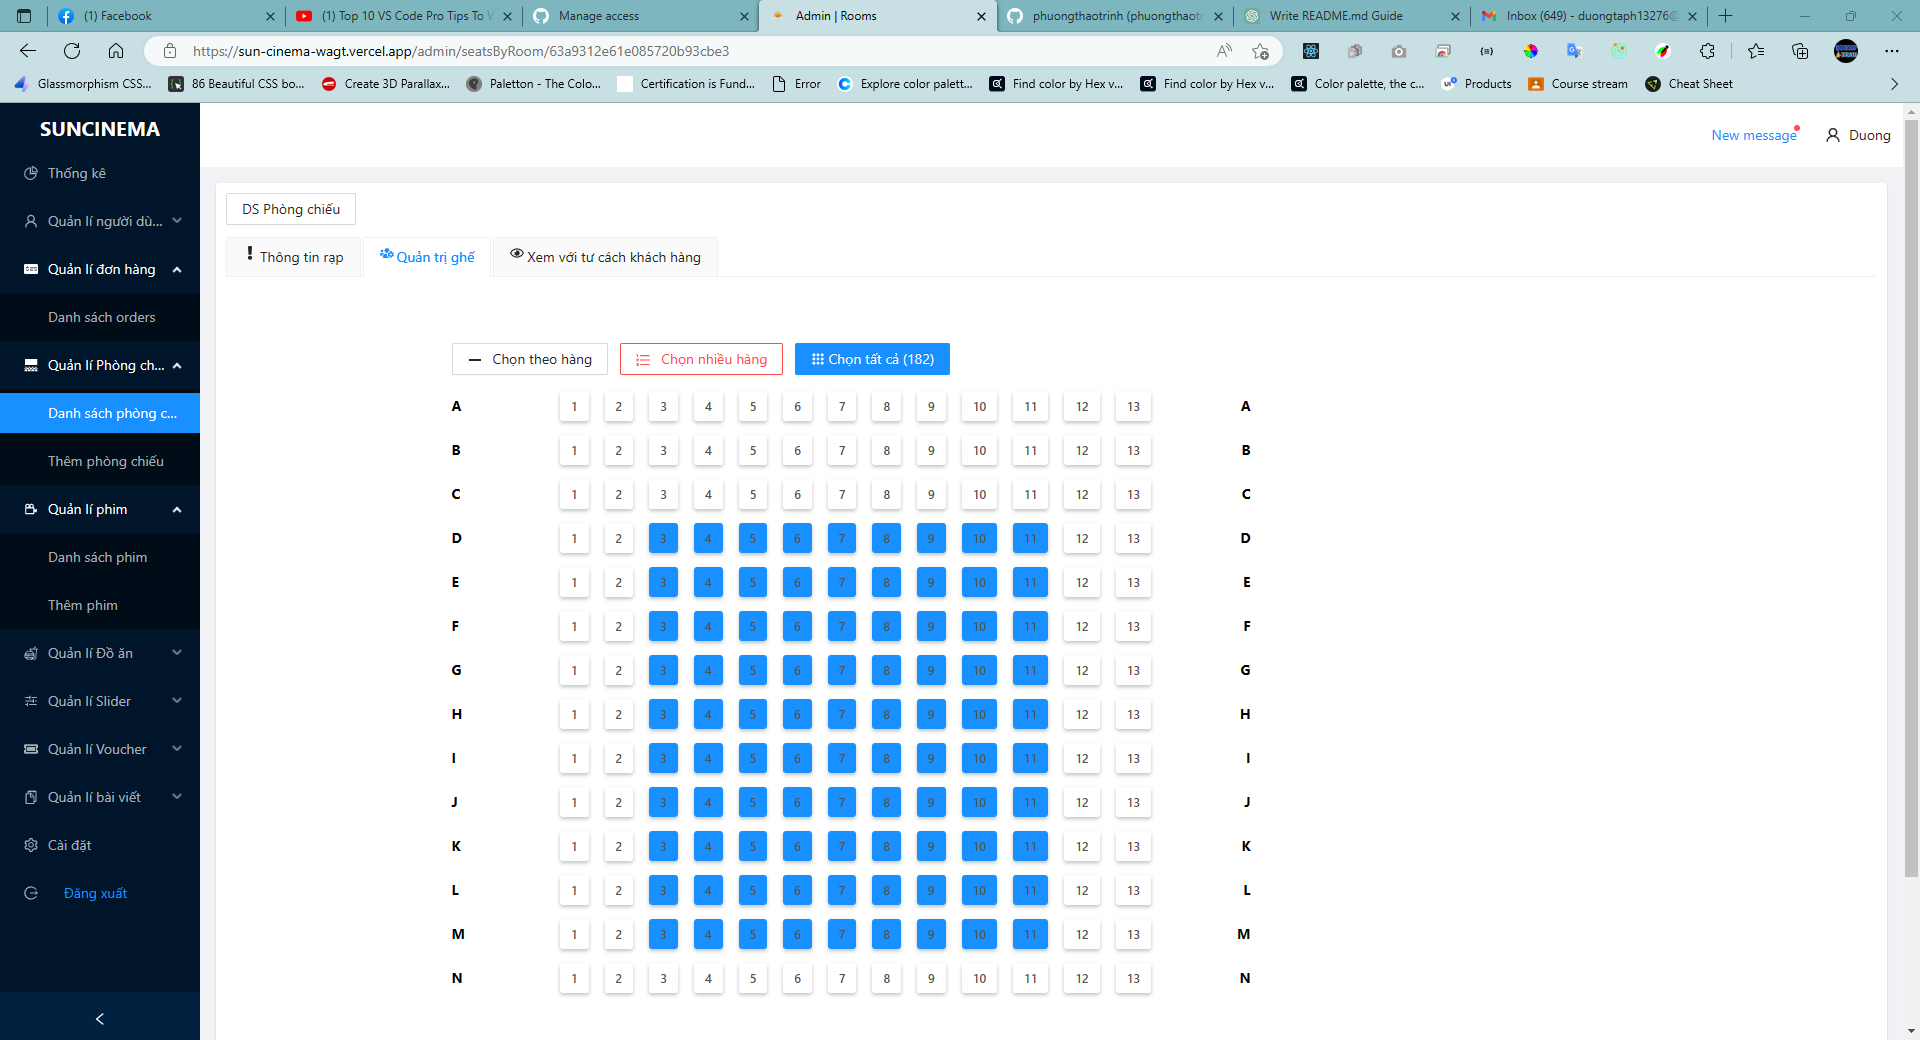 (1) Facebook
(1) Top 10 VS Code Pro Tips To W
Manage access
Admin | Rooms
phuongthaotrinh (phuongthaotr
Write README.md Guide
Inbox (649) - duongtaph13276@
https://sun-cinema-wagt.vercel.app/admin/seatsByRoom/63a9312e61e085720b93cbe3
Glassmorphism CSS...
86 Beautiful CSS bo...
Create 3D Parallax...
Paletton - The Colo...
Certification is Fund...
Error
Explore color palett...
Find color by Hex v...
Find color by Hex v...
Color palette, the c...
Products
Course stream
Cheat Sheet
SUNCINEMA
Thống kê
Quản lí người dù...
Quản lí đơn hàng
Danh sách orders
Quản lí Phòng ch...
Danh sách phòng c...
Thêm phòng chiếu
Quản lí phim
Danh sách phim
Thêm phim
Quản lí Đồ ăn
Quản lí Slider
Quản lí Voucher
Quản lí bài viết
Cài đặt
Đăng xuất
New message
Duong
DS Phòng chiếu
Thông tin rạp
Quản trị ghế
Xem với tư cách khách hàng
Chọn theo hàng
Chọn nhiều hàng
Chọn tất cả (182)
A 1 2 3 4 5 6 7 8 9 10 11 12 13 A
B 1 2 3 4 5 6 7 8 9 10 11 12 13 B
C 1 2 3 4 5 6 7 8 9 10 11 12 13 C
D 1 2 3 4 5 6 7 8 9 10 11 12 13 D
E 1 2 3 4 5 6 7 8 9 10 11 12 13 E
F 1 2 3 4 5 6 7 8 9 10 11 12 13 F
G 1 2 3 4 5 6 7 8 9 10 11 12 13 G
H 1 2 3 4 5 6 7 8 9 10 11 12 13 H
I 1 2 3 4 5 6 7 8 9 10 11 12 13 I
J 1 2 3 4 5 6 7 8 9 10 11 12 13 J
K 1 2 3 4 5 6 7 8 9 10 11 12 13 K
L 1 2 3 4 5 6 7 8 9 10 11 12 13 L
M 1 2 3 4 5 6 7 8 9 10 11 12 13 M
N 1 2 3 4 5 6 7 8 9 10 11 12 13 N